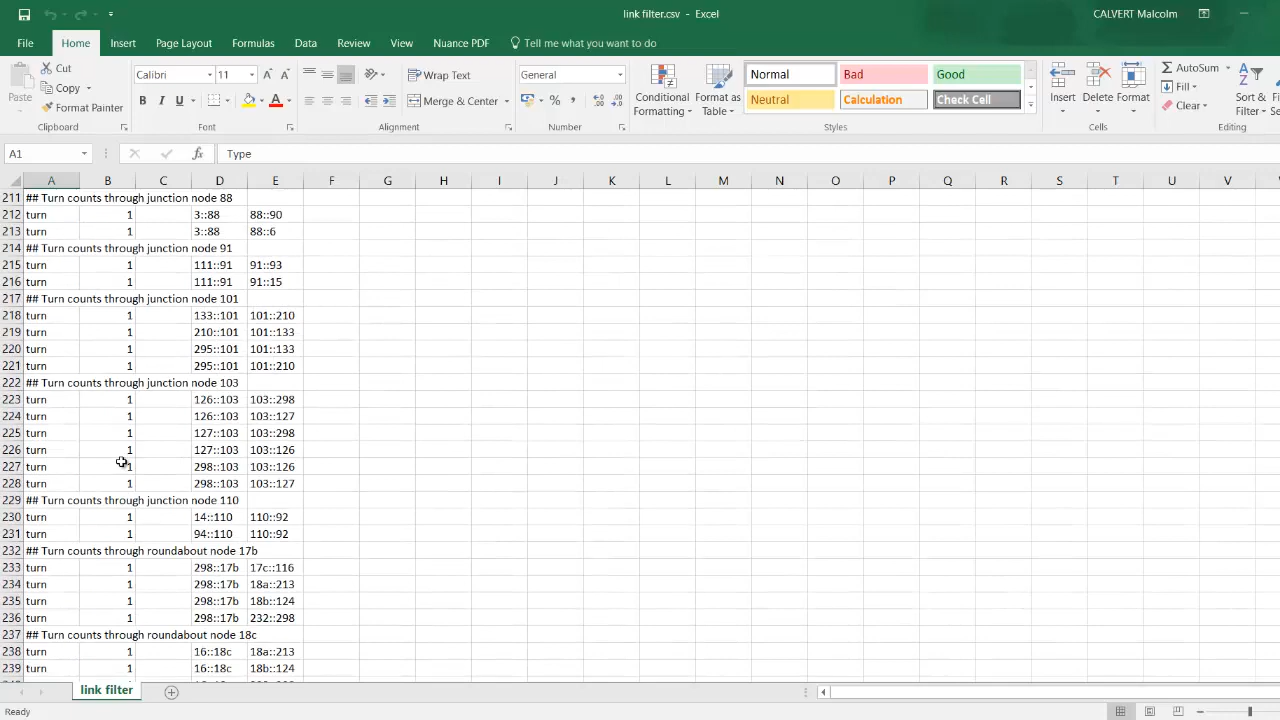 link filter.csv - Excel
CALVERT Malcolm
File Home Insert Page Layout Formulas Data Review View Nuance PDF Tell me what you want to do
Paste
Cut
Copy
Format Painter
Clipboard
Calibri 11
B I U
Font
Wrap Text
Merge & Center
Alignment
General
%
Number
Conditional Formatting
Format as Table
Normal Bad Good
Neutral Calculation Check Cell
Styles
Insert Delete Format
Cells
AutoSum
Fill
Clear
Sort & Filter
Editing
A1 fx Type
A B C D E F G H I J K L M N O P Q R S T U V
211 ## Turn counts through junction node 88
212 turn 1 3::88 88::90
213 turn 1 3::88 88::6
214 ## Turn counts through junction node 91
215 turn 1 111::91 91::93
216 turn 1 111::91 91::15
217 ## Turn counts through junction node 101
218 turn 1 133::101 101::210
219 turn 1 210::101 101::133
220 turn 1 295::101 101::133
221 turn 1 295::101 101::210
222 ## Turn counts through junction node 103
223 turn 1 126::103 103::298
224 turn 1 126::103 103::127
225 turn 1 127::103 103::298
226 turn 1 127::103 103::126
227 turn 1 298::103 103::126
228 turn 1 298::103 103::127
229 ## Turn counts through junction node 110
230 turn 1 14::110 110::92
231 turn 1 94::110 110::92
232 ## Turn counts through roundabout node 17b
233 turn 1 298::17b 17c::116
234 turn 1 298::17b 18a::213
235 turn 1 298::17b 18b::124
236 turn 1 298::17b 232::298
237 ## Turn counts through roundabout node 18c
238 turn 1 16::18c 18a::213
239 turn 1 16::18c 18b::124
link filter
Ready